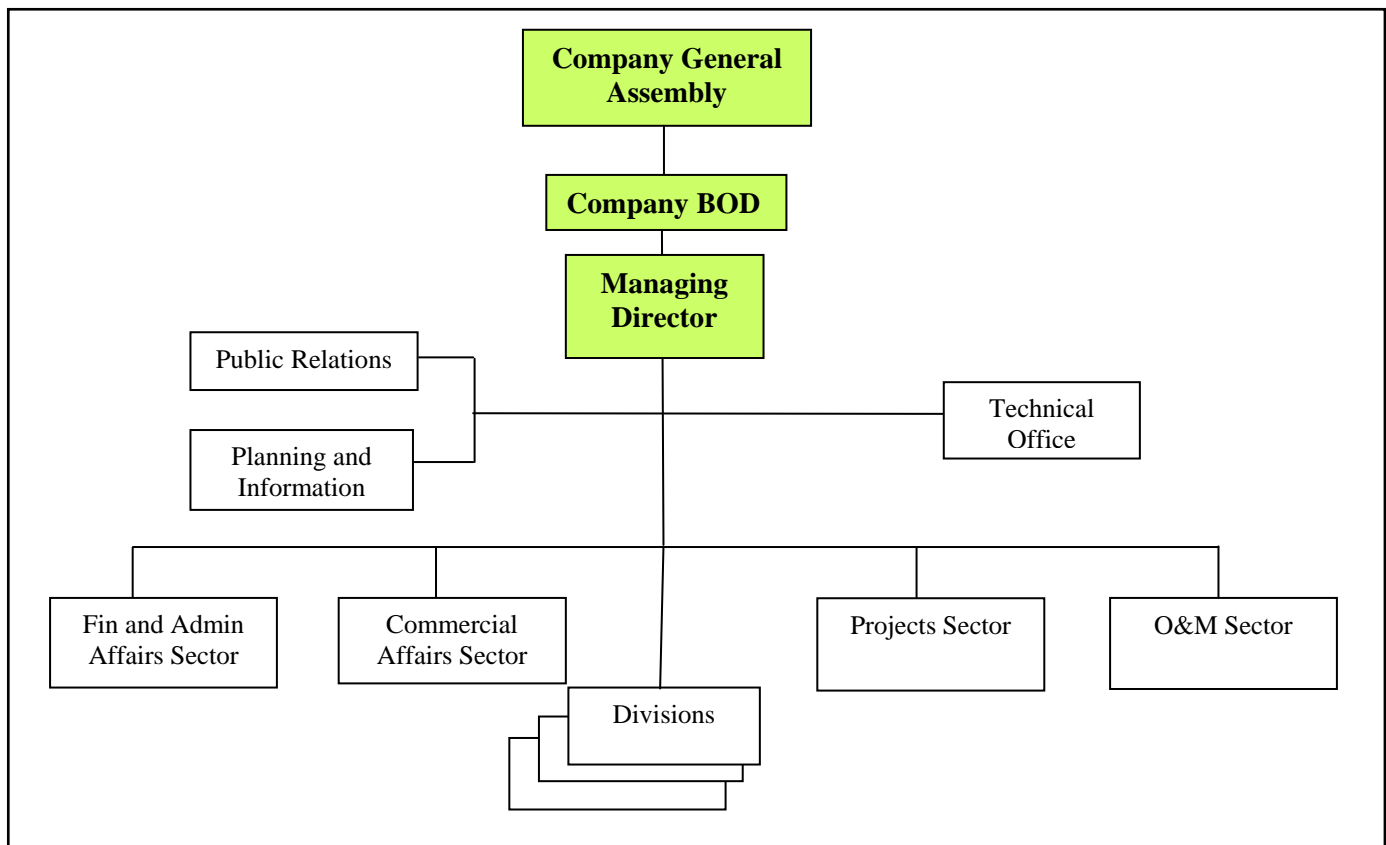 Company General
Assembly
Company BOD
Managing
Director
Public Relations
Technical
Office
Planning and
Information
Fin and Admin
Affairs Sector
Commercial
Affairs Sector
Projects Sector
O&M Sector
Divisions